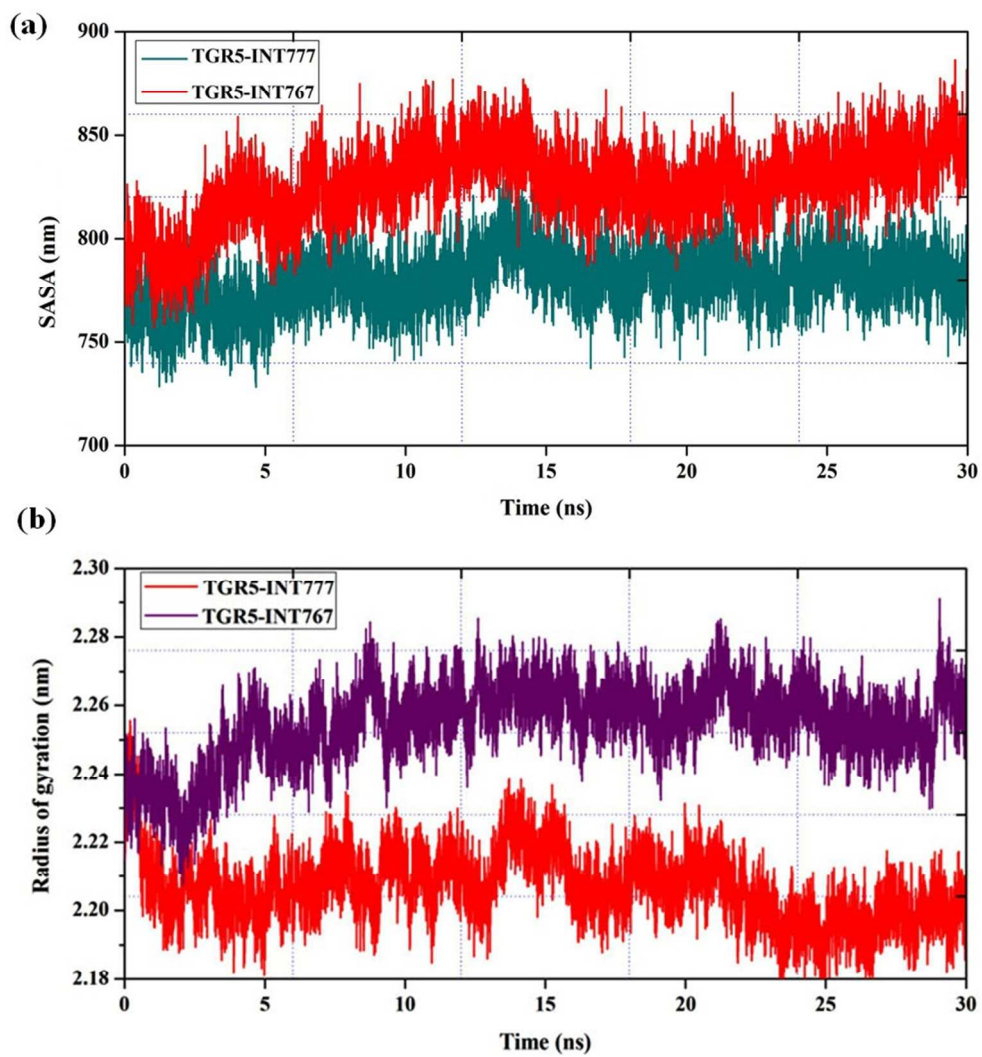 (a)
900
850
800
750
700
SASA (nm)
TGR5-INT777
TGR5-INT767
0 5 10 15 20 25 30
Time (ns)
(b)
2.30
2.28
2.26
2.24
2.22
2.20
2.18
Radius of gyration (nm)
TGR5-INT777
TGR5-INT767
0 5 10 15 20 25 30
Time (ns)